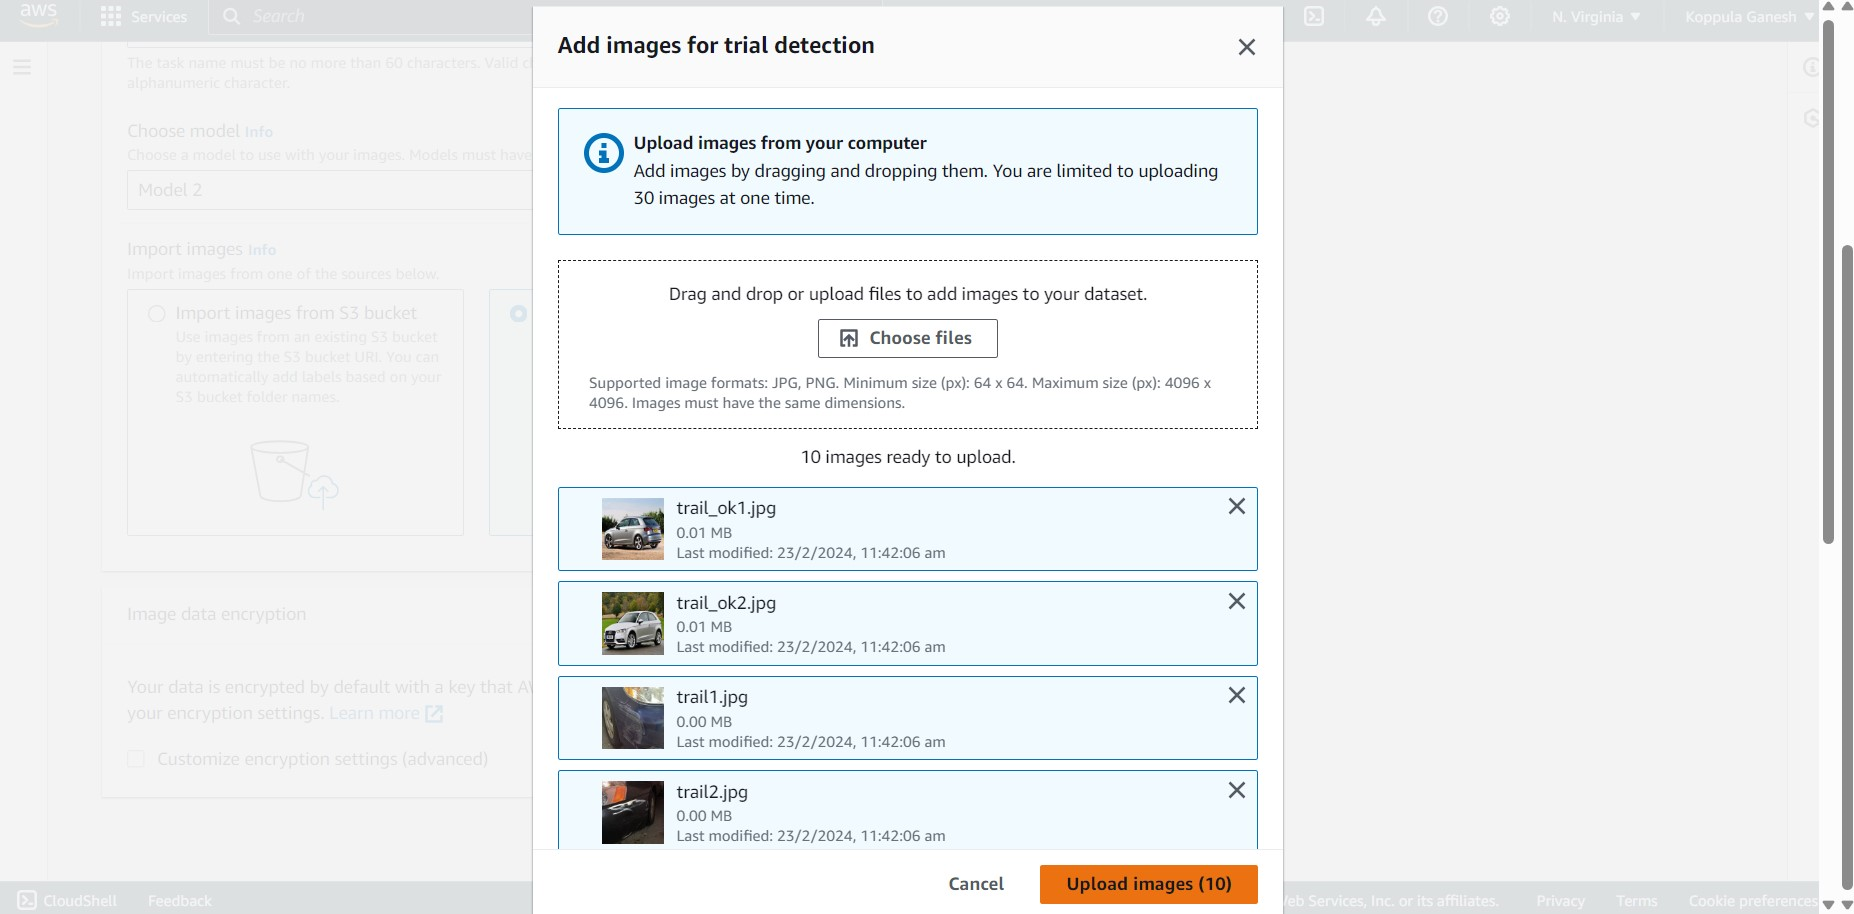 aws
Services
Search
N. Virginia
Koppula Ganesh
The task name must be no more than 60 characters. Valid
alphanumeric character.
Choose model Info
Choose a model to use with your images. Models must have
Model 2
Import images Info
Import images from one of the sources below.
Import images from S3 bucket
Use images from an existing S3 bucket
by entering the S3 bucket URI. You can
automatically add labels based on your
S3 bucket folder names.
Image data encryption
Your data is encrypted by default with a key that
your encryption settings. Learn more
Customize encryption settings (advanced)
Add images for trial detection
Upload images from your computer
Add images by dragging and dropping them. You are limited to uploading
30 images at one time.
Drag and drop or upload files to add images to your dataset.
Choose files
Supported image formats: JPG, PNG. Minimum size (px): 64 x 64. Maximum size (px): 4096 x
4096. Images must have the same dimensions.
10 images ready to upload.
trail_ok1.jpg
0.01 MB
Last modified: 23/2/2024, 11:42:06 am
trail_ok2.jpg
0.01 MB
Last modified: 23/2/2024, 11:42:06 am
trail1.jpg
0.00 MB
Last modified: 23/2/2024, 11:42:06 am
trail2.jpg
0.00 MB
Last modified: 23/2/2024, 11:42:06 am
Cancel
Upload images (10)
CloudShell
Feedback
Web Services, Inc. or its affiliates.
Privacy
Terms
Cookie preferences